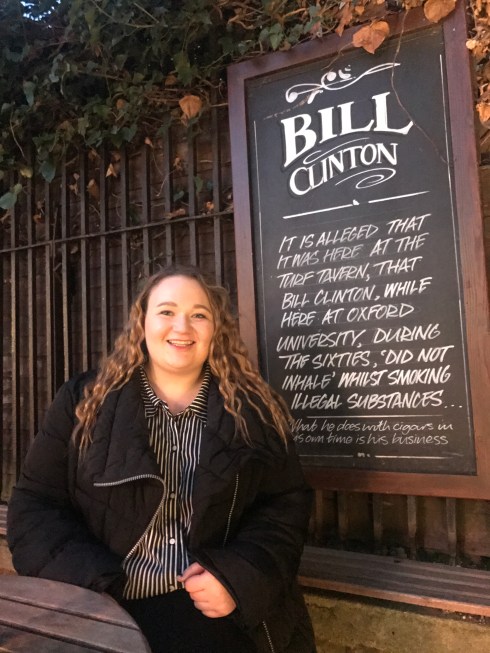 BILL
CLINTON
IT IS ALLEGED THAT
IT WAS HERE AT THE
TURF TAVERN, THAT
BILL CLINTON, WHILE
HERE AT OXFORD
UNIVERSITY, DURING
THE SIXTIES, 'DID NOT
INHALE' WHILST SMOKING
ILLEGAL SUBSTANCES...
What he does with cigars in
his own time is his business